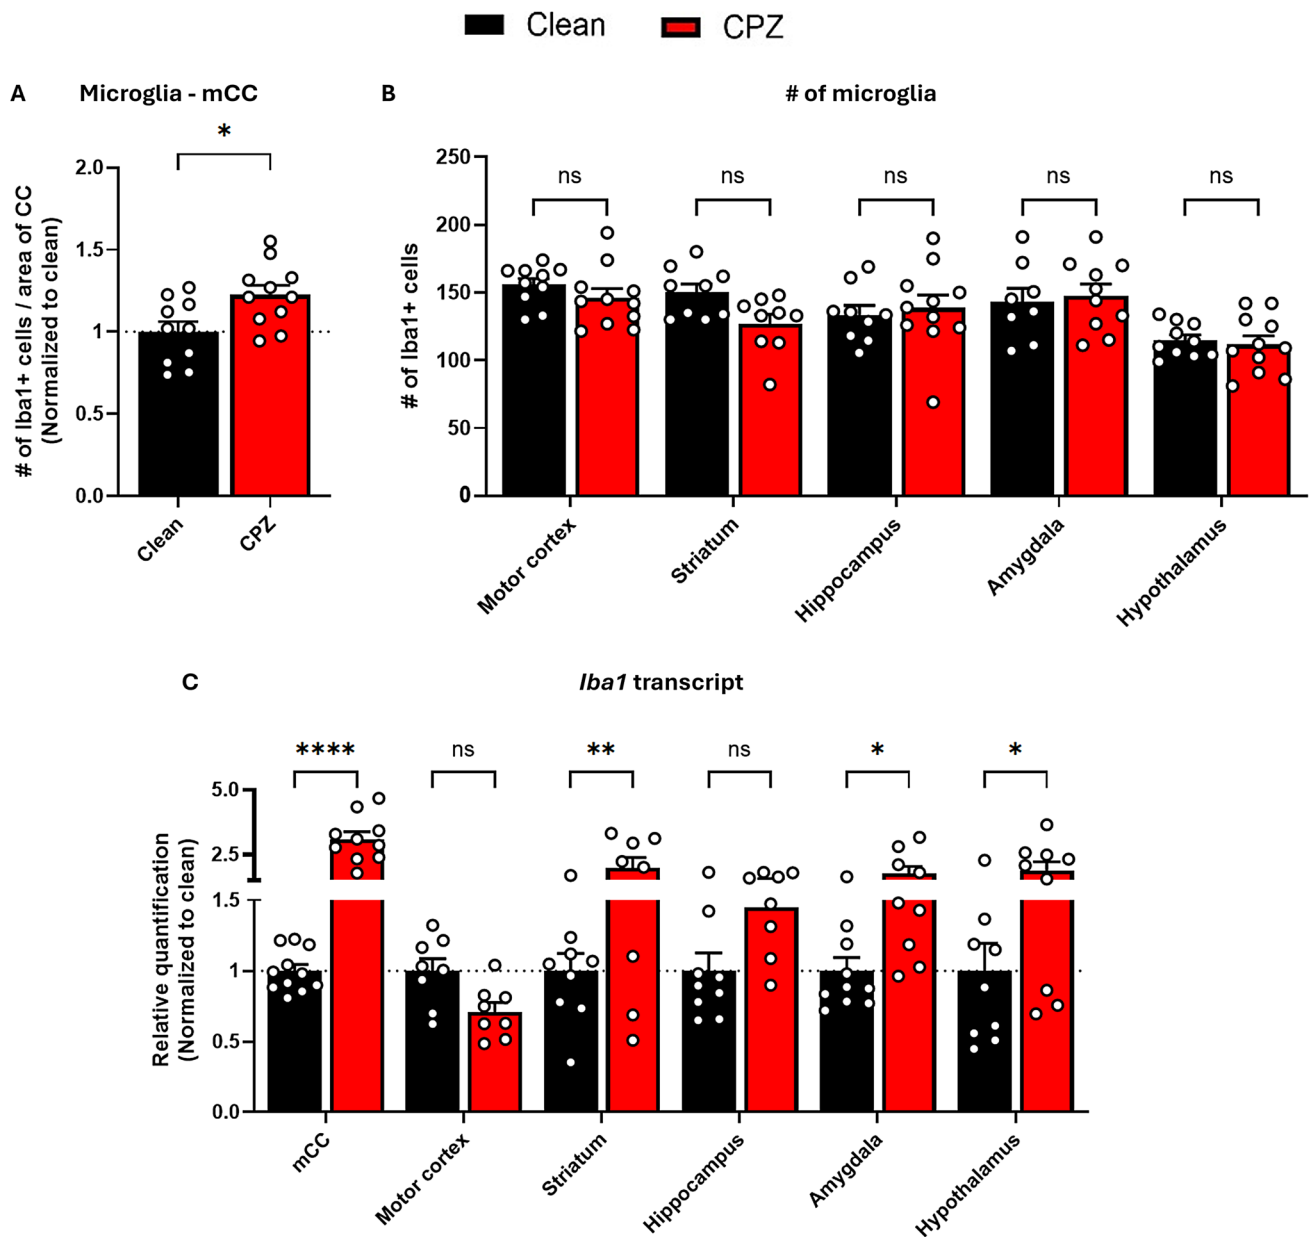 Clean CPZ
A Microglia - mCC
*
# of Iba1+ cells / area of CC
(Normalized to clean)
2.0
1.5
1
0.5
0.0
Clean CPZ
B # of microglia
# of Iba1+ cells
250
200
150
100
50
0
ns ns ns ns ns
Motor cortex Striatum Hippocampus Amygdala Hypothalamus
C Iba1 transcript
**** ns ** ns * *
Relative quantification
(Normalized to clean)
5.0
2.5
1.5
1
0.5
0.0
mCC Motor cortex Striatum Hippocampus Amygdala Hypothalamus